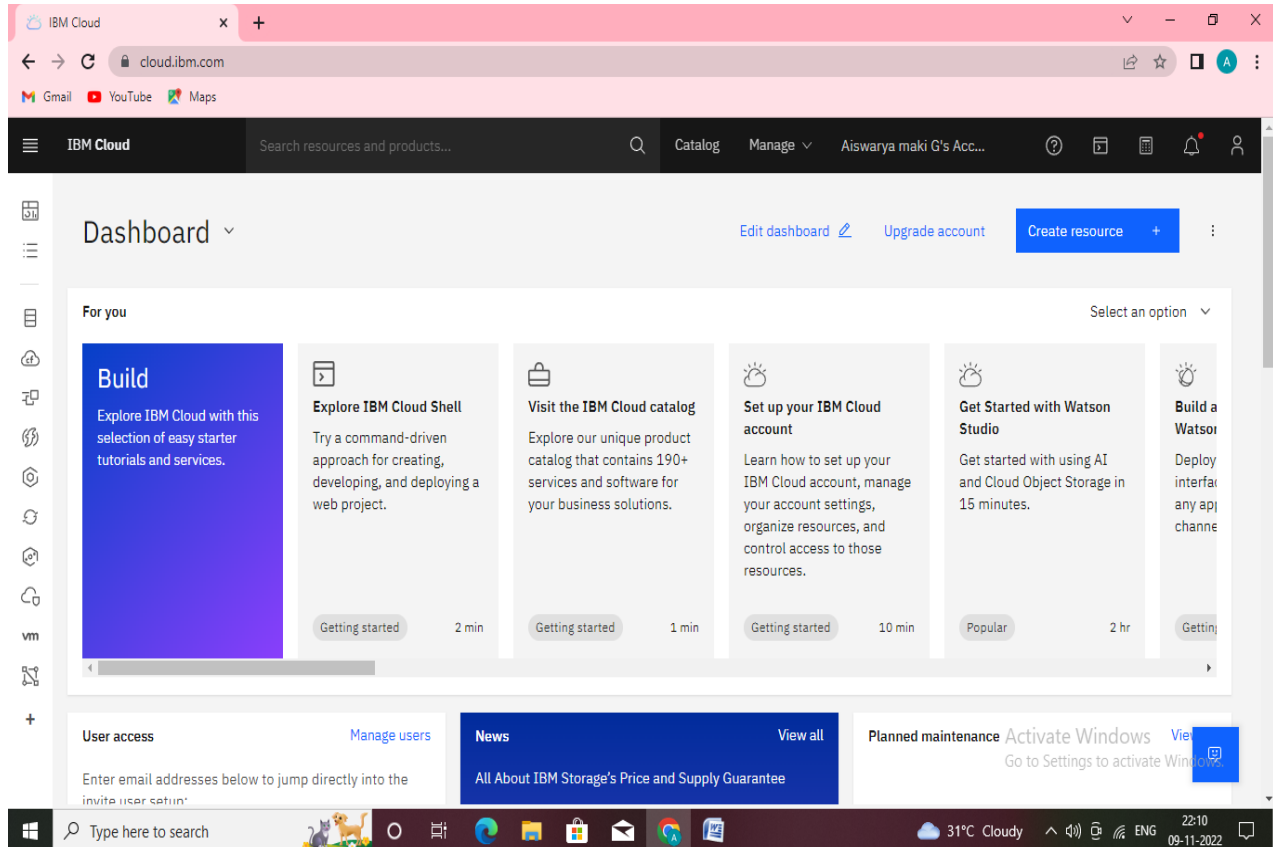 IBM Cloud
cloud.ibm.com
A
Gmail YouTube Maps
IBM Cloud Search resources and products... Catalog Manage Aiswarya maki G's Acc...
Dashboard Edit dashboard Upgrade account Create resource +
For you Select an option
Build
Explore IBM Cloud with this
selection of easy starter
tutorials and services.
Explore IBM Cloud Shell
Try a command-driven
approach for creating,
developing, and deploying a
web project.
Getting started 2 min
Visit the IBM Cloud catalog
Explore our unique product
catalog that contains 190+
services and software for
your business solutions.
Getting started 1 min
Set up your IBM Cloud
account
Learn how to set up your
IBM Cloud account, manage
your account settings,
organize resources, and
control access to those
resources.
Getting started 10 min
Get Started with Watson
Studio
Get started with using AI
and Cloud Object Storage in
15 minutes.
Popular 2 hr
Build a
Watson
Deploy
any
cf
vm
User access Manage users
Enter email addresses below to jump directly into the
invite user setup:
News View all
All About IBM Storage's Price and Supply Guarantee
Planned maintenance
Activate Windows
Go to Settings to activate Windows.
Type here to search
31°C Cloudy ENG 22:10
09-11-2022